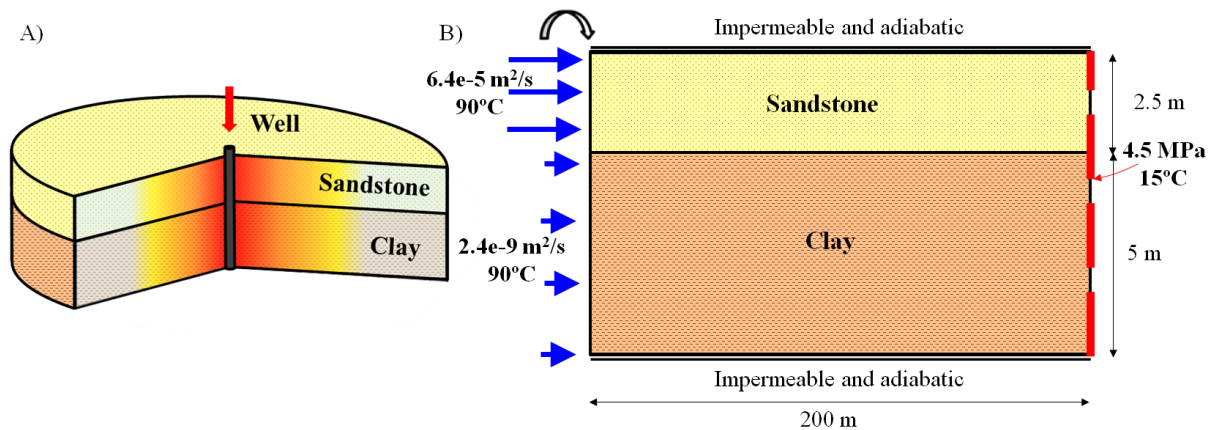 A)
Well
Sandstone
Clay
B)
Impermeable and adiabatic
6.4e-5 m²/s
90ºC
Sandstone
2.5 m
4.5 MPa
15ºC
Clay
2.4e-9 m²/s
90ºC
5 m
Impermeable and adiabatic
200 m